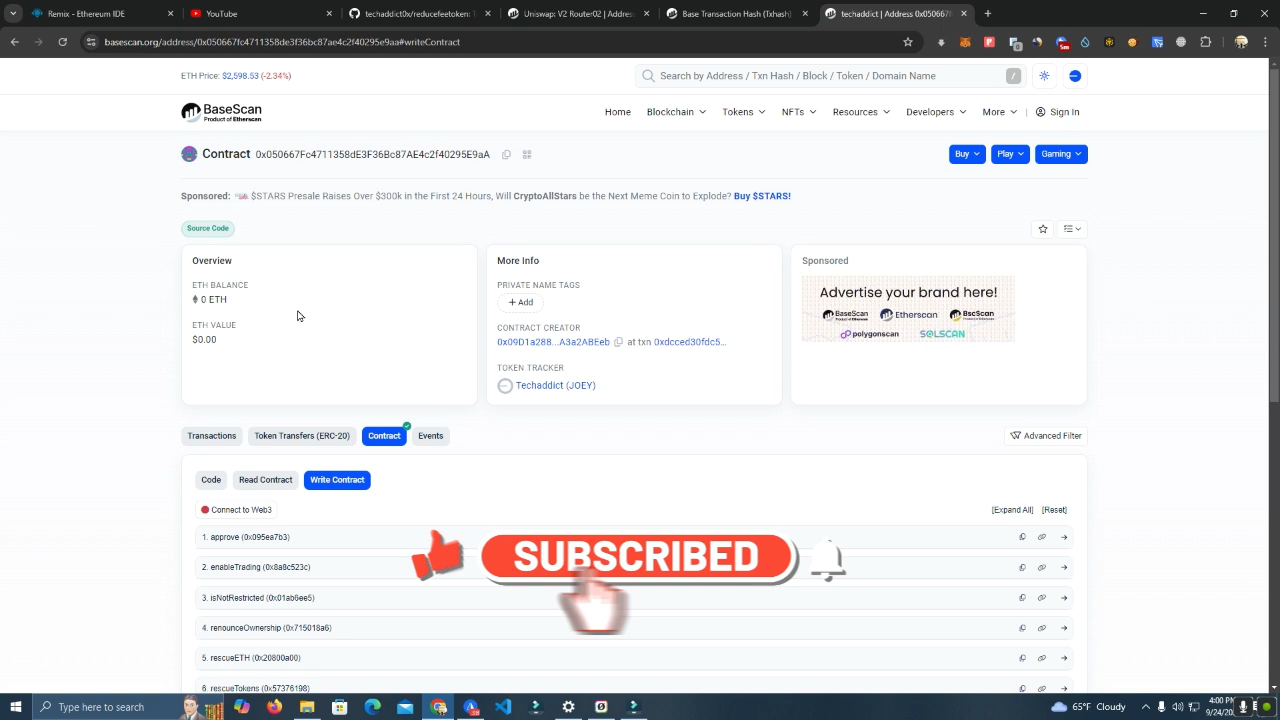 Remix - Ethereum IDE
YouTube
techaddict0x/reducefeetoken:
Uniswap: V2 Router02 | Addres
Base Transaction Hash (Txhash)
techaddict | Address 0x050667
basescan.org/address/0x050667fc4711358de3f36bc87ae4c2f40295e9aa#writeContract
ETH Price: $2,598.53 (-2.34%)
Search by Address / Txn Hash / Block / Token / Domain Name
/
BaseScan
Product of Etherscan
Home
Blockchain
Tokens
NFTs
Resources
Developers
More
Sign In
Contract 0x050667Fc4711358dE3F36Bc87AE4c2f40295E9aA
Buy
Play
Gaming
Sponsored: $STARS Presale Raises Over $300k in the First 24 Hours, Will CryptoAllStars be the Next Meme Coin to Explode? Buy $STARS!
Source Code
Overview
ETH BALANCE
0 ETH
ETH VALUE
$0.00
More Info
PRIVATE NAME TAGS
+ Add
CONTRACT CREATOR
0x09D1a288...A3a2ABEeb at txn 0xdcced30fdc5...
TOKEN TRACKER
Techaddict (JOEY)
Sponsored
Advertise your brand here!
BaseScan Etherscan BscScan
polygonscan SOLSCAN
Transactions
Token Transfers (ERC-20)
Contract
Events
Advanced Filter
Code
Read Contract
Write Contract
Connect to Web3
[Expand All] [Reset]
1. approve (0x095ea7b3)
2. enableTrading (0x8a8c523c)
3. isNotRestricted (0x01ab6ee5)
4. renounceOwnership (0x715018a6)
5. rescueETH (0x20800a00)
6. rescueTokens (0x57376198)
SUBSCRIBED
Type here to search
65°F Cloudy
4:00 PM
9/24/20